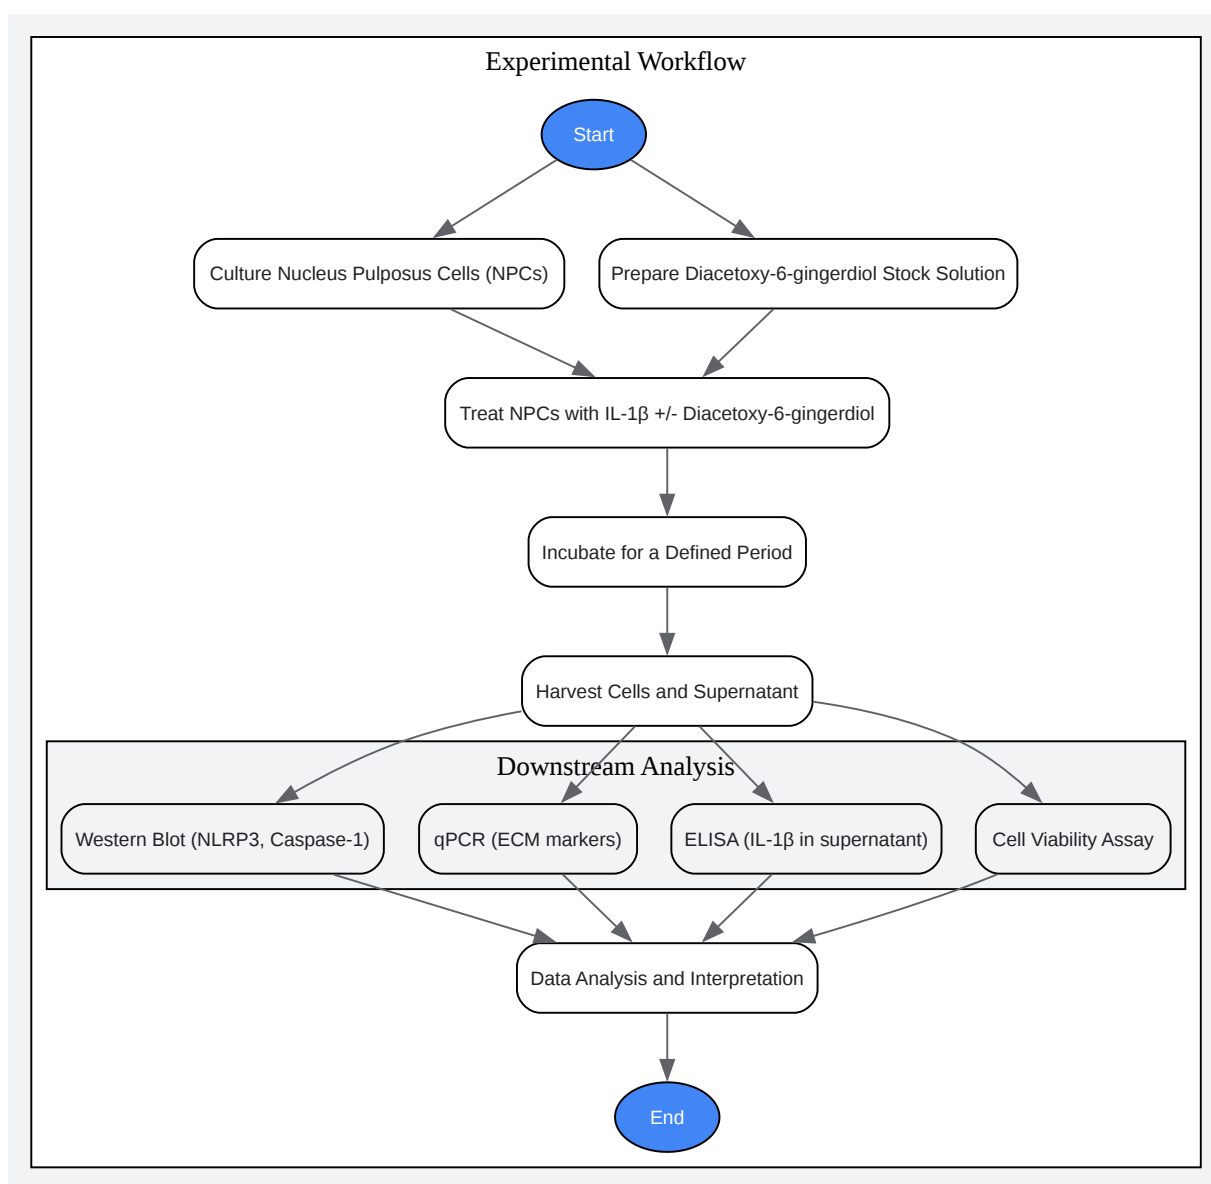 Experimental Workflow
Start
Culture Nucleus Pulposus Cells (NPCs)
Prepare Diacetoxy-6-gingerdiol Stock Solution
Treat NPCs with IL-1β +/- Diacetoxy-6-gingerdiol
Incubate for a Defined Period
Harvest Cells and Supernatant
Downstream Analysis
Western Blot (NLRP3, Caspase-1)
qPCR (ECM markers)
ELISA (IL-1β in supernatant)
Cell Viability Assay
Data Analysis and Interpretation
End